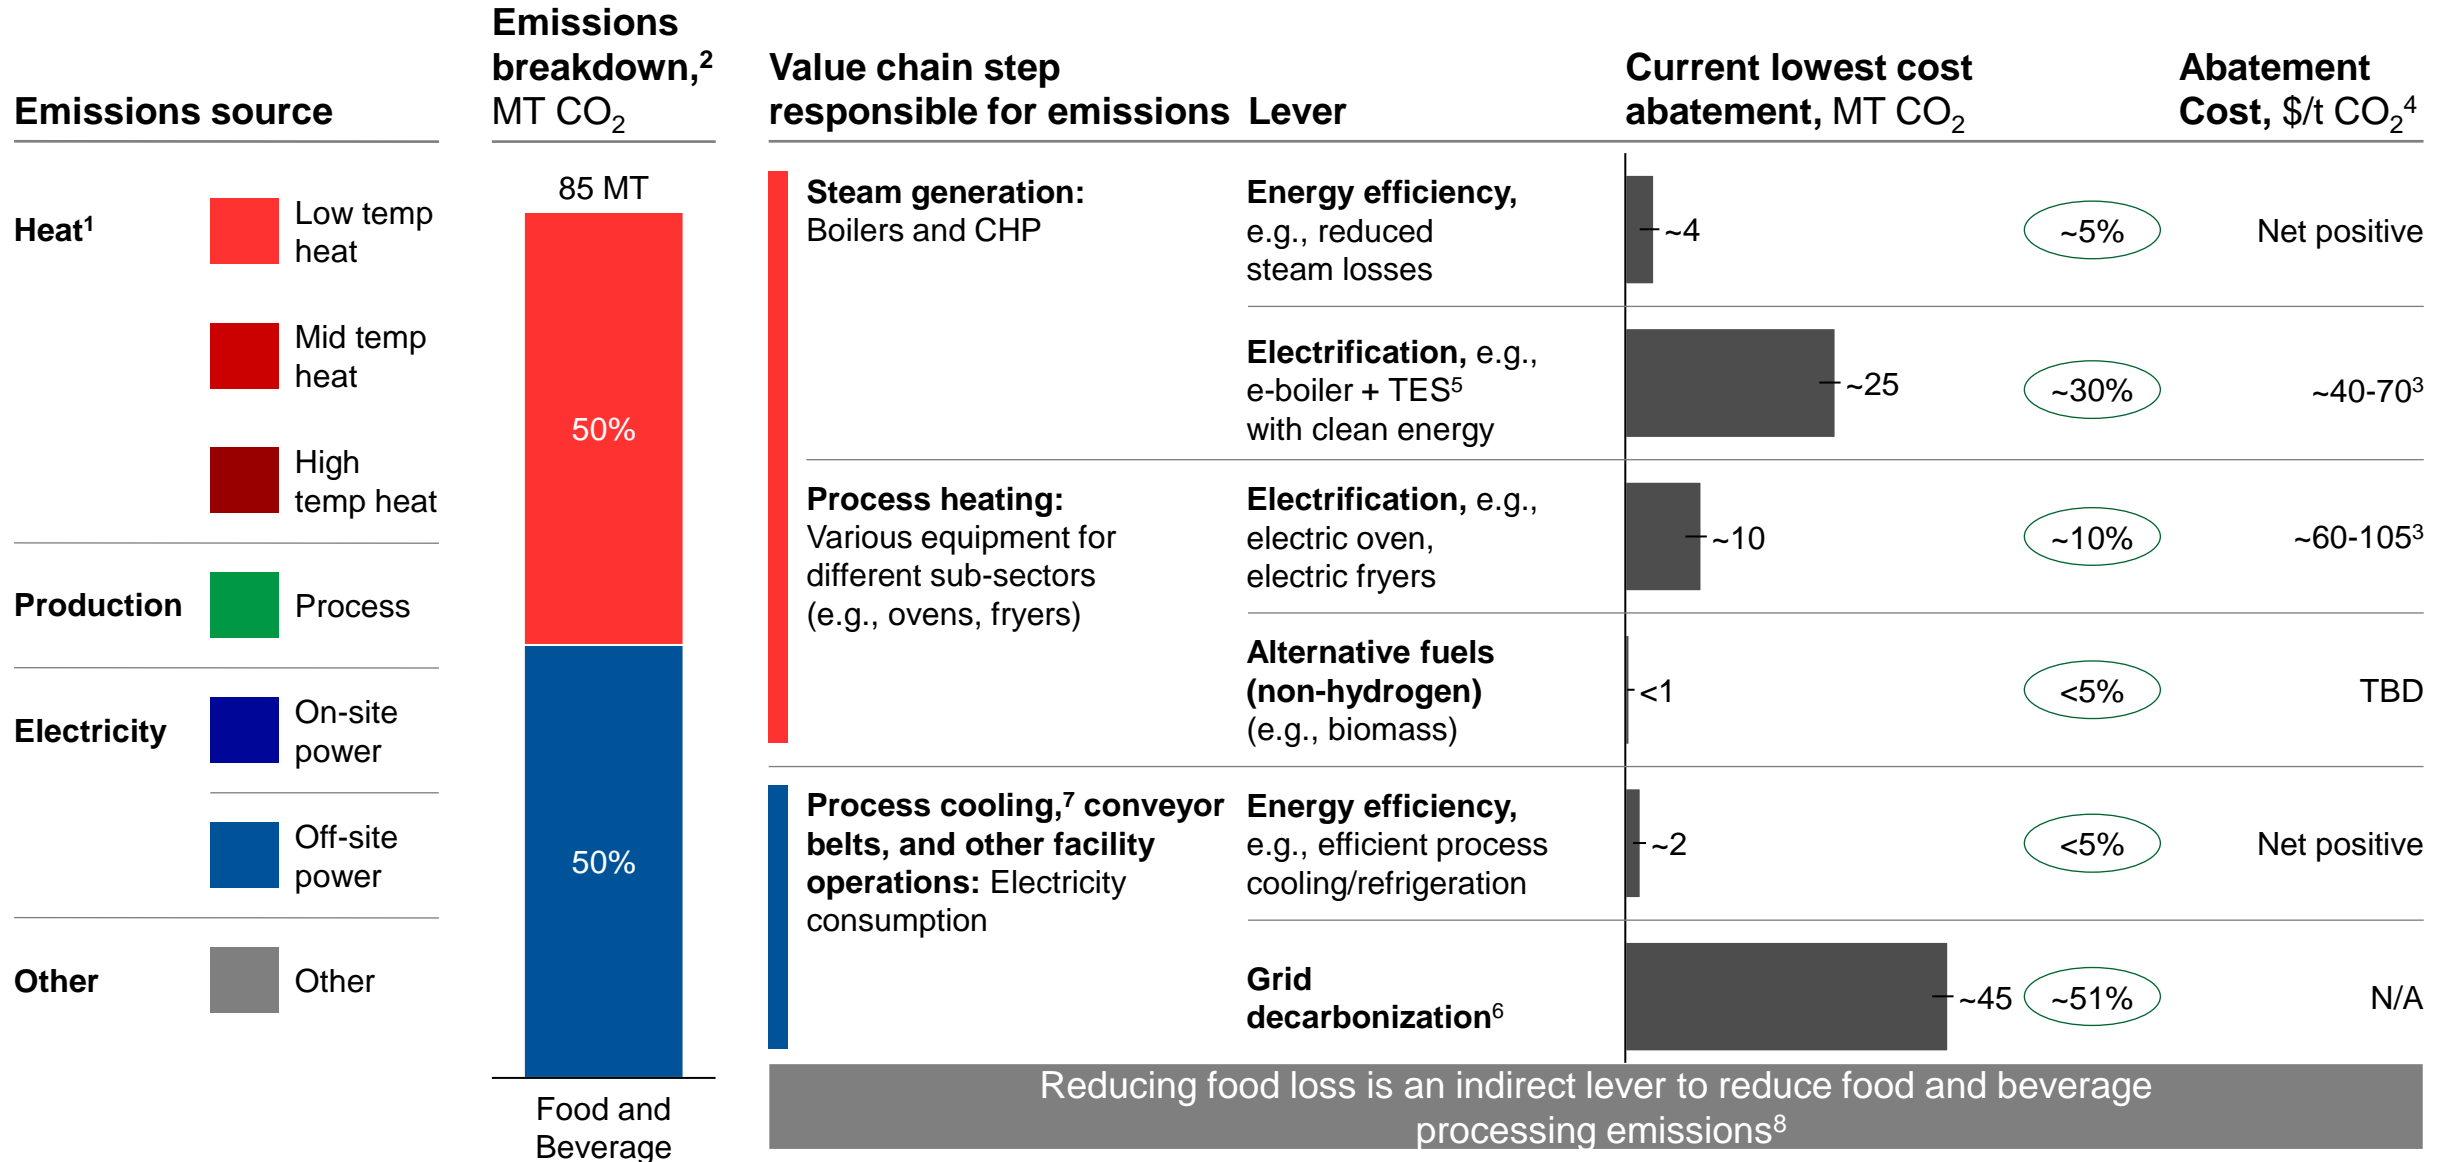 Emissions source
Emissions
breakdown,2
MT CO2
Value chain step
responsible for emissions
Lever
Current lowest cost
abatement, MT CO2
Abatement
Cost, $/t CO24
Heat1
Low temp
heat
Mid temp
heat
High
temp heat
Production
Process
Electricity
On-site
power
Off-site
power
Other
Other
85 MT
50%
50%
Food and
Beverage
Steam generation:
Boilers and CHP
Energy efficiency,
e.g., reduced
steam losses
~4
~5%
Net positive
Electrification, e.g.,
e-boiler + TES5
with clean energy
~25
~30%
~40-703
Process heating:
Various equipment for
different sub-sectors
(e.g., ovens, fryers)
Electrification, e.g.,
electric oven,
electric fryers
~10
~10%
~60-1053
Alternative fuels
(non-hydrogen)
(e.g., biomass)
<1
<5%
TBD
Process cooling,7 conveyor
belts, and other facility
operations: Electricity
consumption
Energy efficiency,
e.g., efficient process
cooling/refrigeration
~2
<5%
Net positive
Grid
decarbonization6
~45
~51%
N/A
Reducing food loss is an indirect lever to reduce food and beverage
processing emissions8